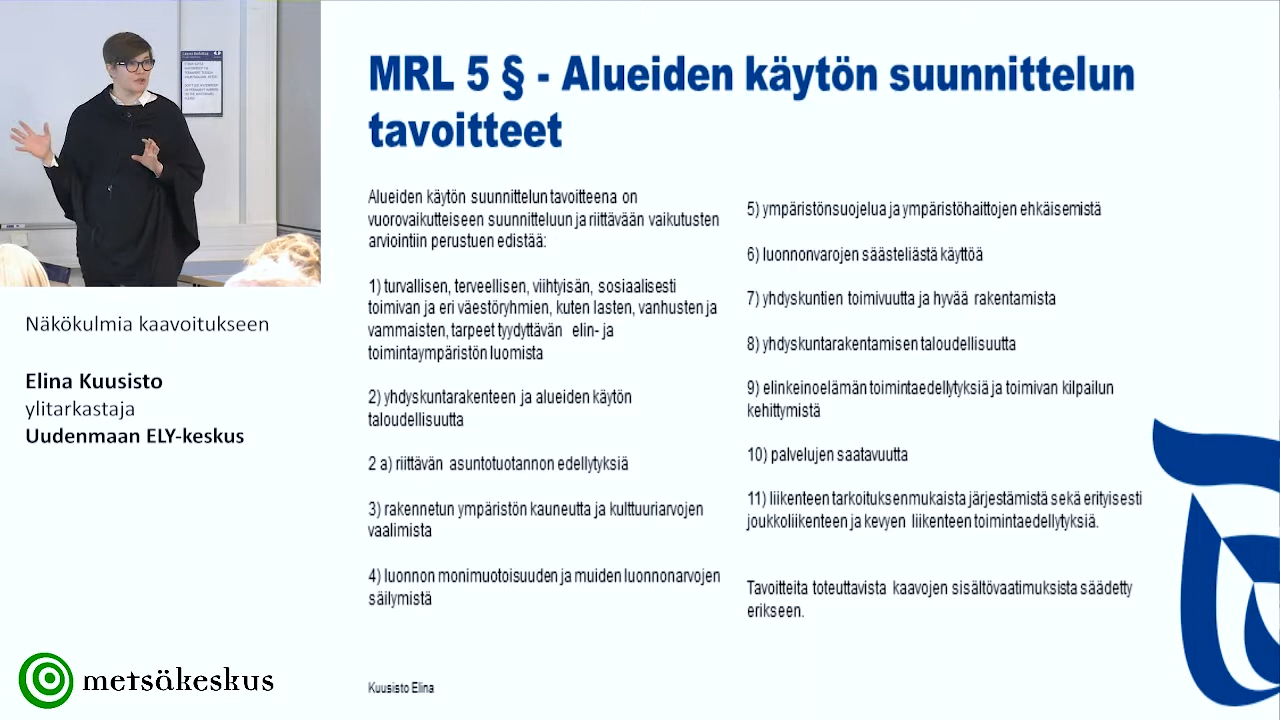 MRL 5 § - Alueiden käytön suunnittelun
tavoitteet
Alueiden käytön suunnittelun tavoitteena on
vuorovaikutteiseen suunnitteluun ja riittävään vaikutusten
arviointiin perustuen edistää:
1) turvallisen, terveellisen, viihtyisän, sosiaalisesti
toimivan ja eri väestöryhmien, kuten lasten, vanhusten ja
vammaisten, tarpeet tyydyttävän elin- ja
toimintaympäristön luomista
2) yhdyskuntarakenteen ja alueiden käytön
taloudellisuutta
2 a) riittävän asuntotuotannon edellytyksiä
3) rakennetun ympäristön kauneutta ja kulttuuriarvojen
vaalimista
4) luonnon monimuotoisuuden ja muiden luonnonarvojen
säilymistä
5) ympäristönsuojelua ja ympäristöhaittojen ehkäisemistä
6) luonnonvarojen säästeliästä käyttöä
7) yhdyskuntien toimivuutta ja hyvää rakentamista
8) yhdyskuntarakentamisen taloudellisuutta
9) elinkeinoelämän toimintaedellytyksiä ja toimivan kilpailun
kehittymistä
10) palvelujen saatavuutta
11) liikenteen tarkoituksenmukaista järjestämistä sekä erityisesti
joukkoliikenteen ja kevyen liikenteen toimintaedellytyksiä.
Tavoitteita toteuttavista kaavojen sisältövaatimuksista säädetty
erikseen.
Kuusisto Elina
Näkökulmia kaavoitukseen
Elina Kuusisto
ylitarkastaja
Uudenmaan ELY-keskus
metsäkeskus